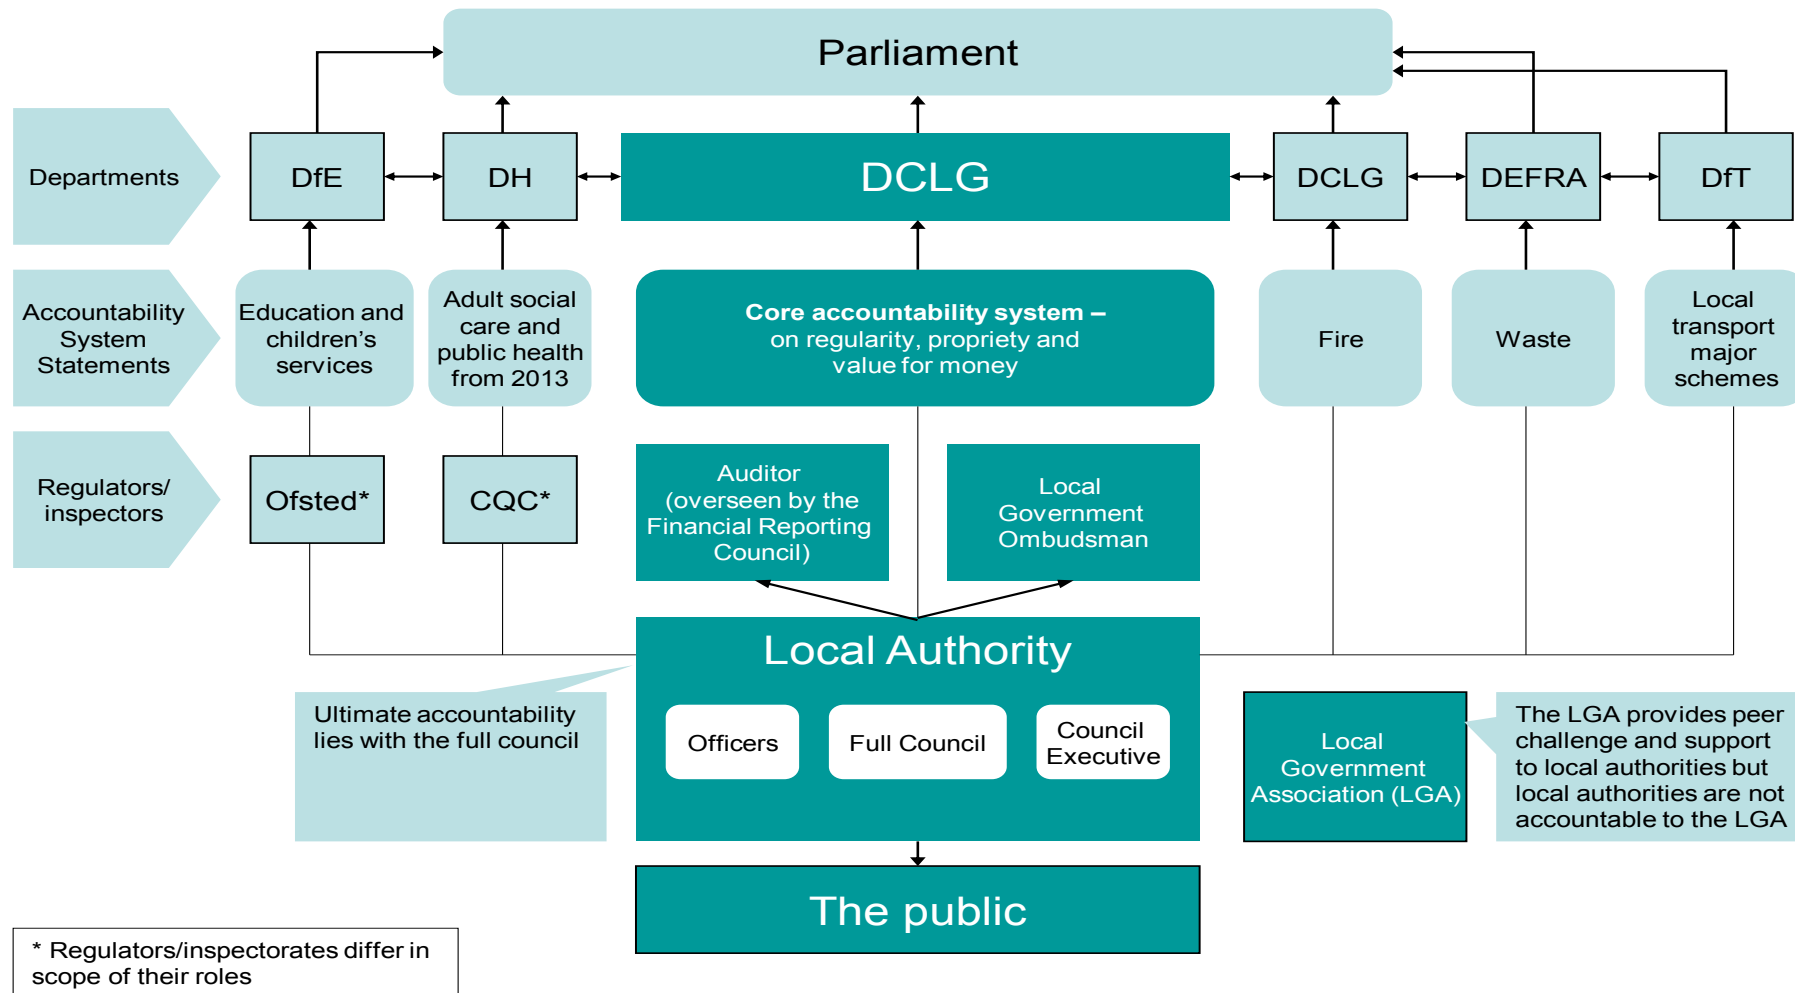 Parliament
Departments
DfE
DH
DCLG
DCLG
DEFRA
DfT
Accountability
System
Statements
Education and
children's
services
Adult social
care and
public health
from 2013
Core accountability system –
on regularity, propriety and
value for money
Fire
Waste
Local
transport
major
schemes
Regulators/
inspectors
Ofsted*
CQC*
Auditor
(overseen by the
Financial Reporting
Council)
Local
Government
Ombudsman
Local Authority
Officers
Full Council
Council
Executive
Ultimate accountability
lies with the full council
Local
Government
Association (LGA)
The LGA provides peer
challenge and support
to local authorities but
local authorities are not
accountable to the LGA
The public
* Regulators/inspectorates differ in
scope of their roles